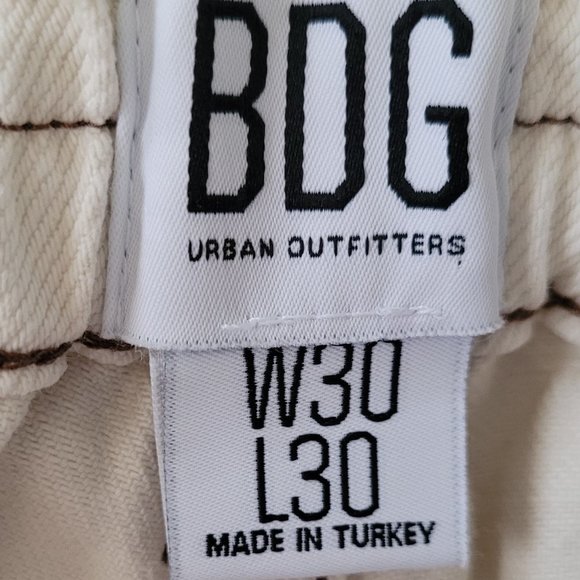 BDG
URBAN OUTFITTERS
W30
L30
MADE IN TURKEY